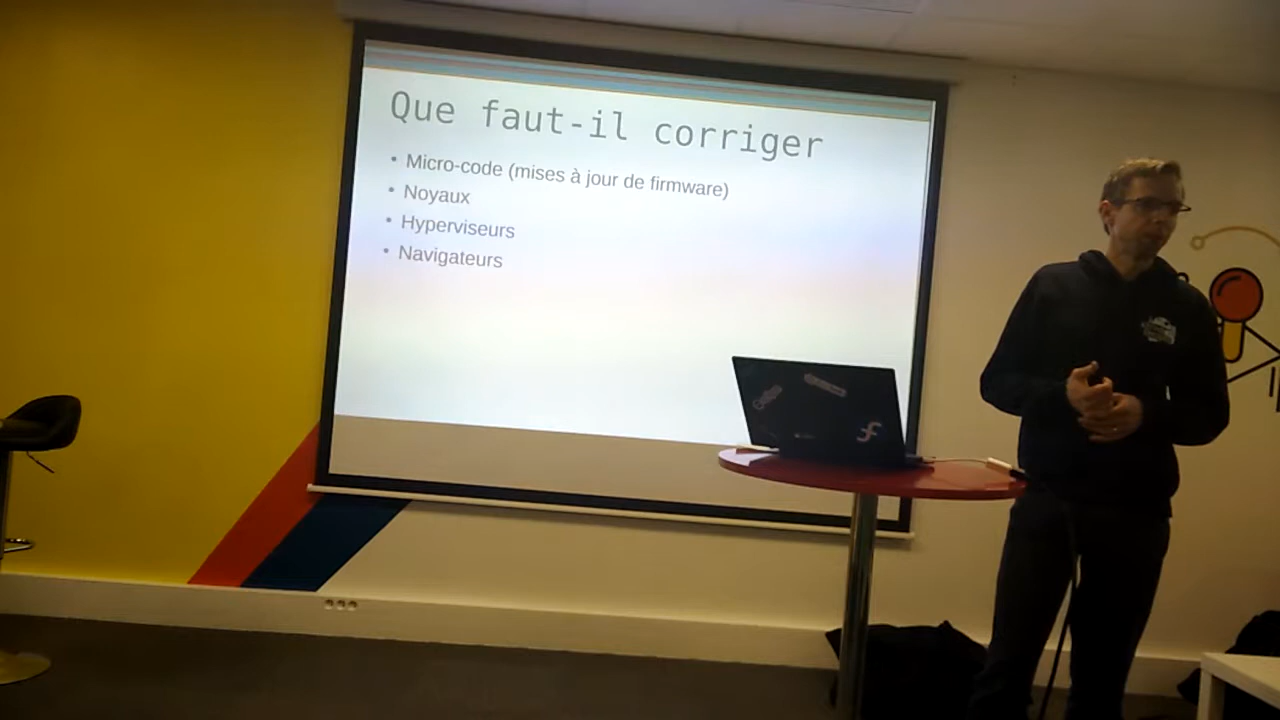 Que faut-il corriger
• Micro-code (mises à jour de firmware)
• Noyaux
• Hyperviseurs
• Navigateurs